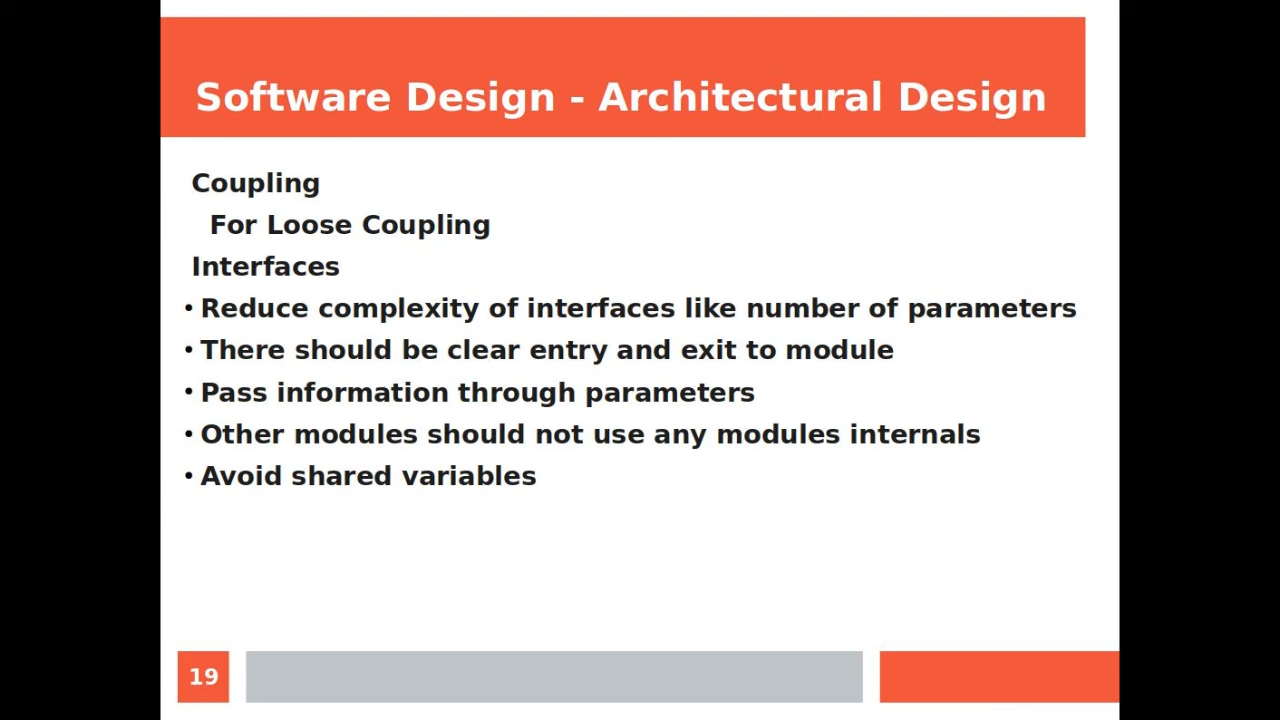 Software Design - Architectural Design
Coupling
For Loose Coupling
Interfaces
• Reduce complexity of interfaces like number of parameters
• There should be clear entry and exit to module
• Pass information through parameters
• Other modules should not use any modules internals
• Avoid shared variables
19